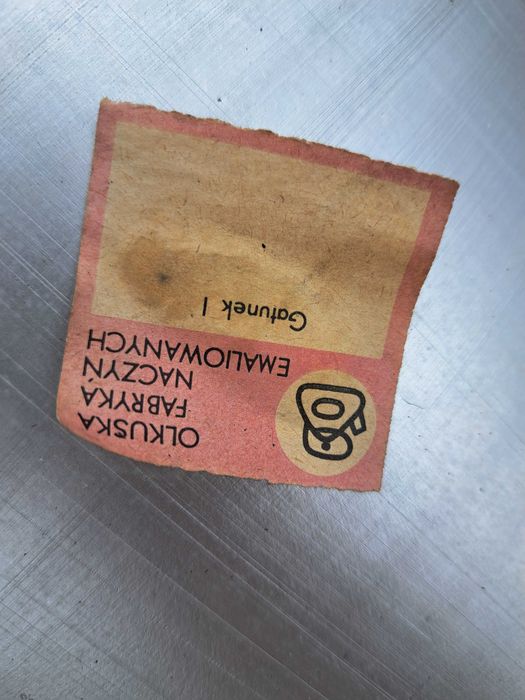 OLKUSKA
FABRYKA
NACZYŃ
EMALIOWANYCH
Gatunek I